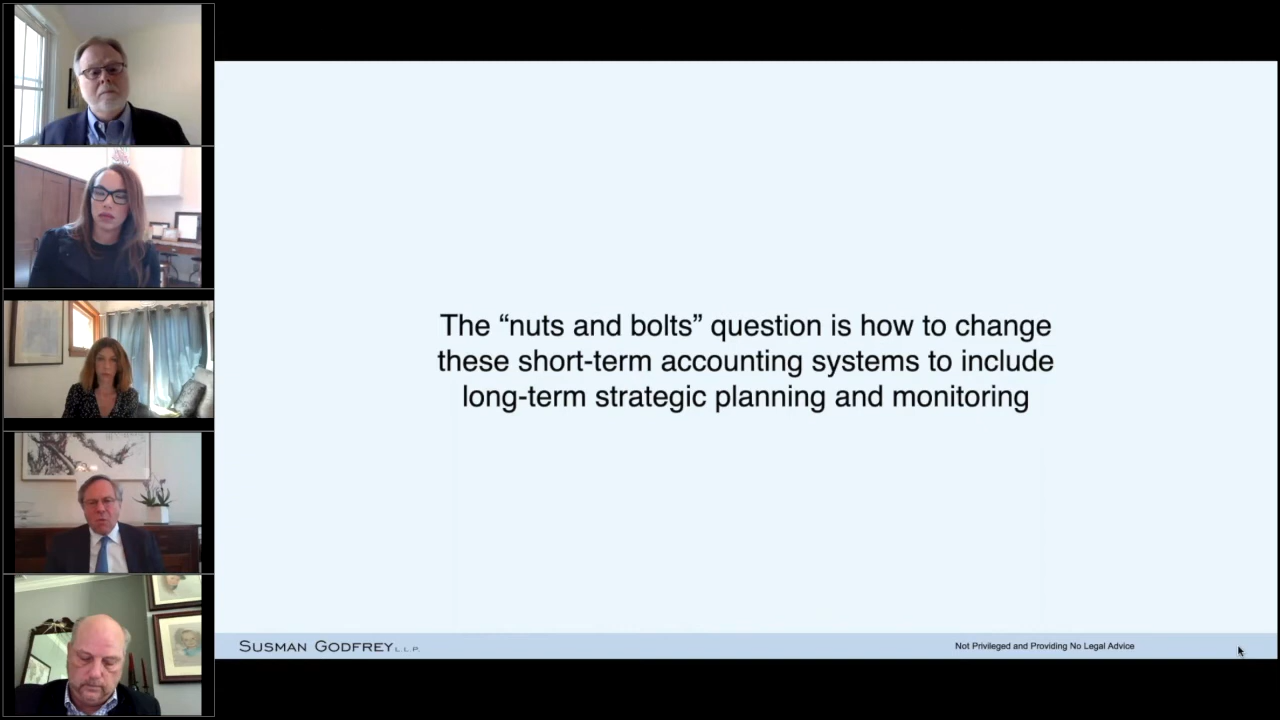 The “nuts and bolts” question is how to change
these short-term accounting systems to include
long-term strategic planning and monitoring
SUSMAN GODFREY L.L.P.
Not Privileged and Providing No Legal Advice